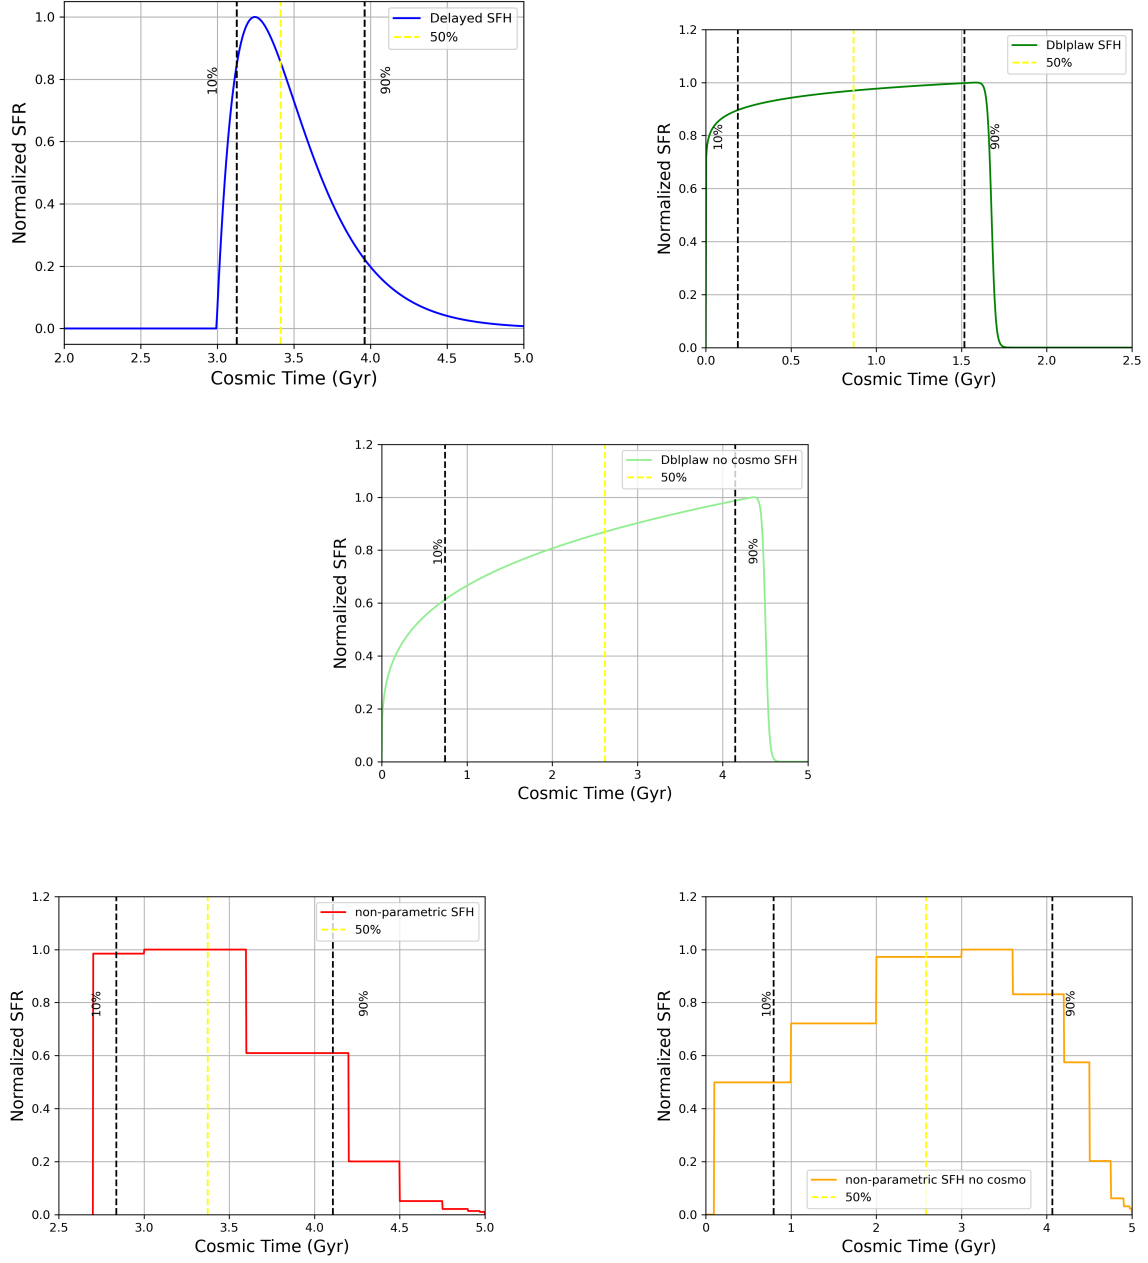 Normalized SFR
1.0
0.8
0.6
0.4
0.2
0.0
10%
90%
Delayed SFH
50%
2.0 2.5 3.0 3.5 4.0 4.5 5.0
Cosmic Time (Gyr)
Normalized SFR
1.2
1.0
0.8
0.6
0.4
0.2
0.0
10%
90%
Dblplaw SFH
50%
0.0 0.5 1.0 1.5 2.0 2.5
Cosmic Time (Gyr)
Normalized SFR
1.2
1.0
0.8
0.6
0.4
0.2
0.0
10%
90%
Dblplaw no cosmo SFH
50%
0 1 2 3 4 5
Cosmic Time (Gyr)
Normalized SFR
1.2
1.0
0.8
0.6
0.4
0.2
0.0
10%
90%
non-parametric SFH
50%
2.5 3.0 3.5 4.0 4.5 5.0
Cosmic Time (Gyr)
Normalized SFR
1.2
1.0
0.8
0.6
0.4
0.2
0.0
10%
90%
non-parametric SFH no cosmo
50%
0 1 2 3 4 5
Cosmic Time (Gyr)